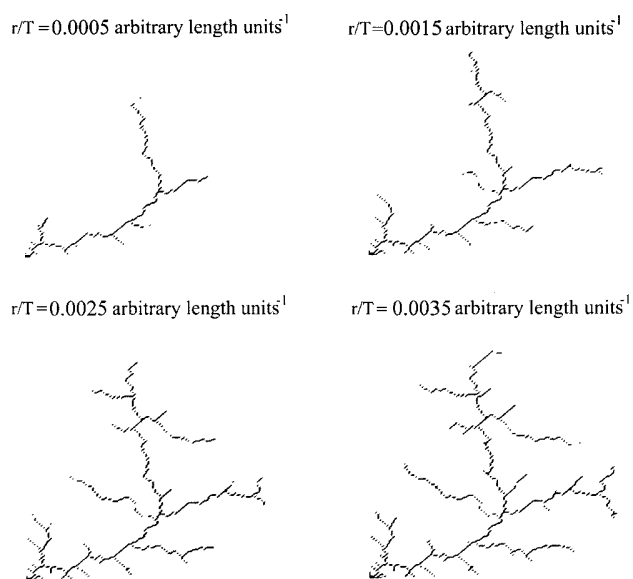 r/T=0.0005 arbitrary length units-1
r/T=0.0015 arbitrary length units-1
r/T=0.0025 arbitrary length units-1
r/T= 0.0035 arbitrary length units-1